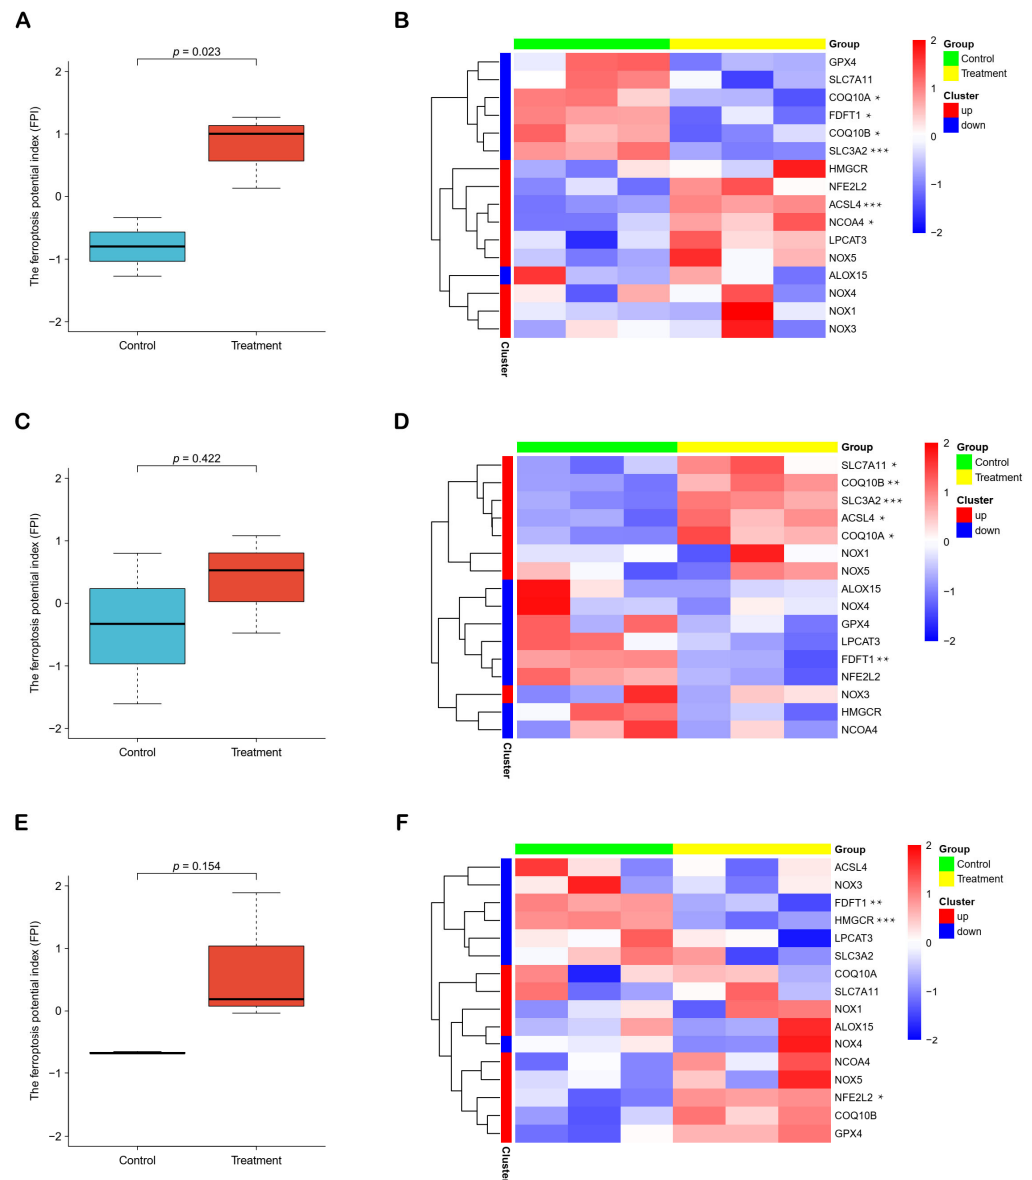 A
p = 0.023
The ferroptosis potential index (FPI)
2
1
0
−1
−2
Control
Treatment
B
Group
GPX4
SLC7A11
COQ10A *
FDFT1 *
COQ10B *
SLC3A2 ***
HMGCR
NFE2L2
ACSL4 ***
NCOA4 *
LPCAT3
NOX5
ALOX15
NOX4
NOX1
NOX3
Cluster
2
1
0
−1
−2
Group
Control
Treatment
Cluster
up
down
C
p = 0.422
The ferroptosis potential index (FPI)
2
1
0
−1
−2
Control
Treatment
D
Group
SLC7A11 *
COQ10B **
SLC3A2 ***
ACSL4 *
COQ10A *
NOX1
NOX5
ALOX15
NOX4
GPX4
LPCAT3
FDFT1 **
NFE2L2
NOX3
HMGCR
NCOA4
Cluster
2
1
0
−1
−2
Group
Control
Treatment
Cluster
up
down
E
p = 0.154
The ferroptosis potential index (FPI)
2
1
0
−1
−2
Control
Treatment
F
Group
ACSL4
NOX3
FDFT1 **
HMGCR ***
LPCAT3
SLC3A2
COQ10A
SLC7A11
NOX1
ALOX15
NOX4
NCOA4
NOX5
NFE2L2 *
COQ10B
GPX4
Cluster
2
1
0
−1
−2
Group
Control
Treatment
Cluster
up
down